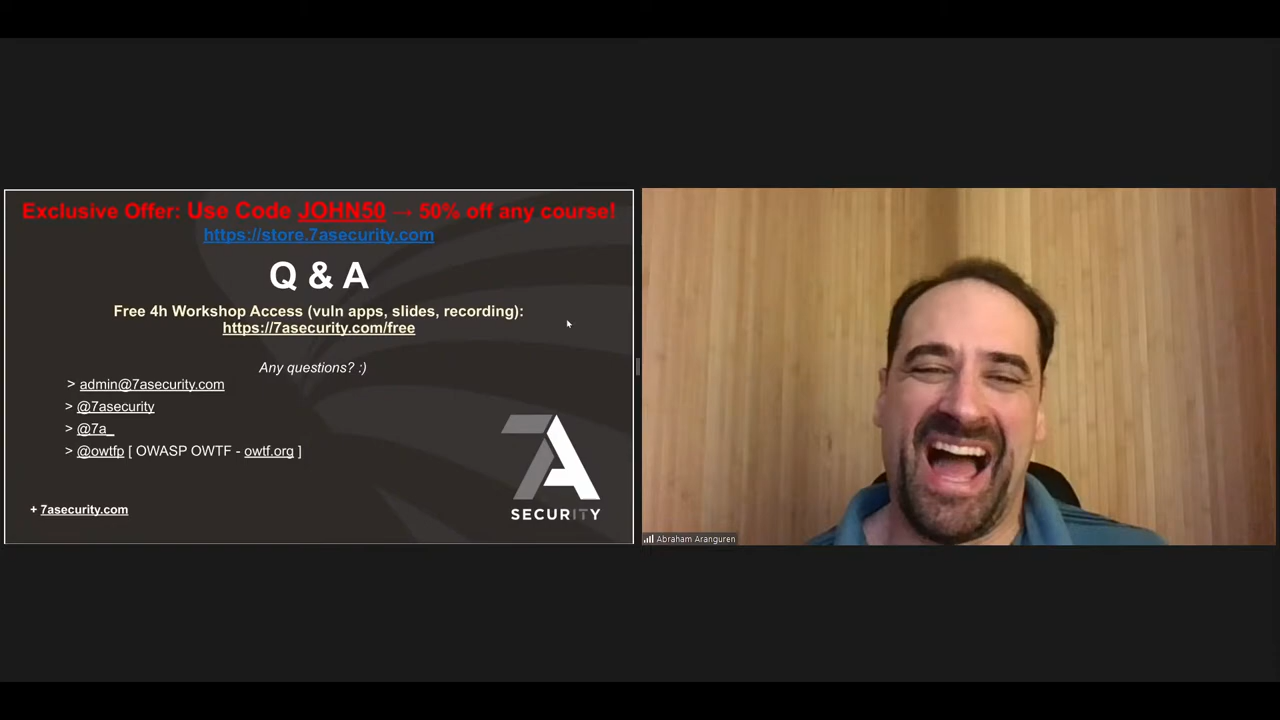 Exclusive Offer: Use Code JOHN50 → 50% off any course!
https://store.7asecurity.com
Q & A
Free 4h Workshop Access (vuln apps, slides, recording):
https://7asecurity.com/free
Any questions? :)
> admin@7asecurity.com
> @7asecurity
> @7a_
> @owtfp [ OWASP OWTF - owtf.org ]
7A
SECURITY
+ 7asecurity.com
Abraham Aranguren